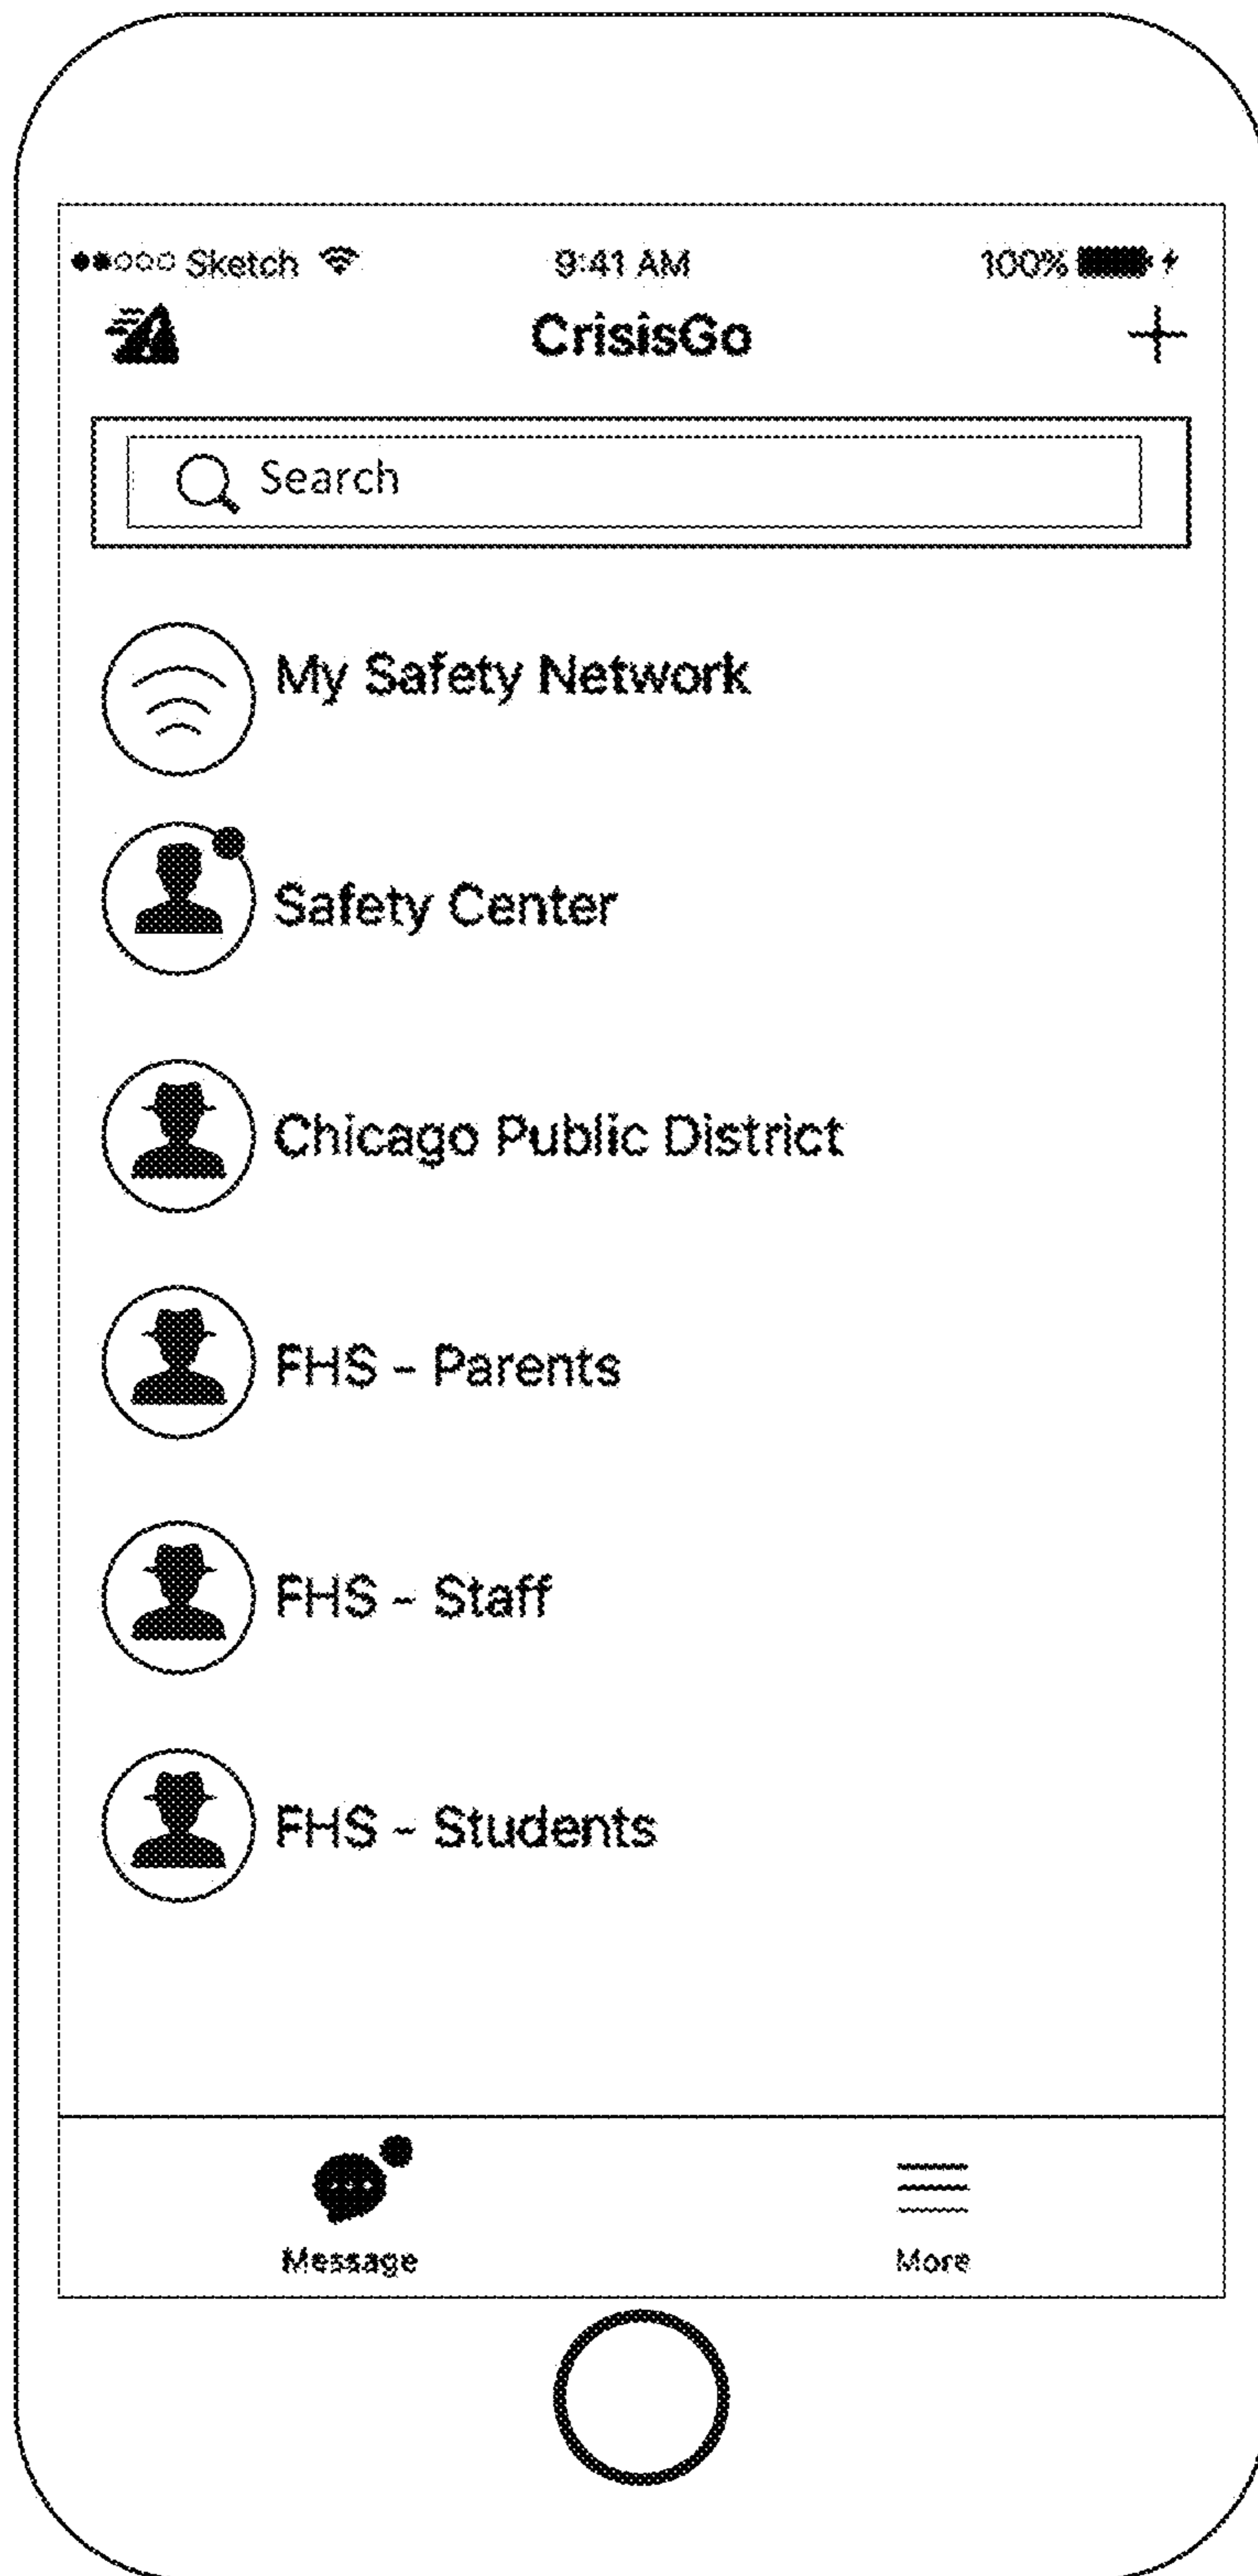 Sketch 9:41 AM 100%
CrisisGo
Search
My Safety Network
Safety Center
Chicago Public District
FHS - Parents
FHS - Staff
FHS - Students
Message More